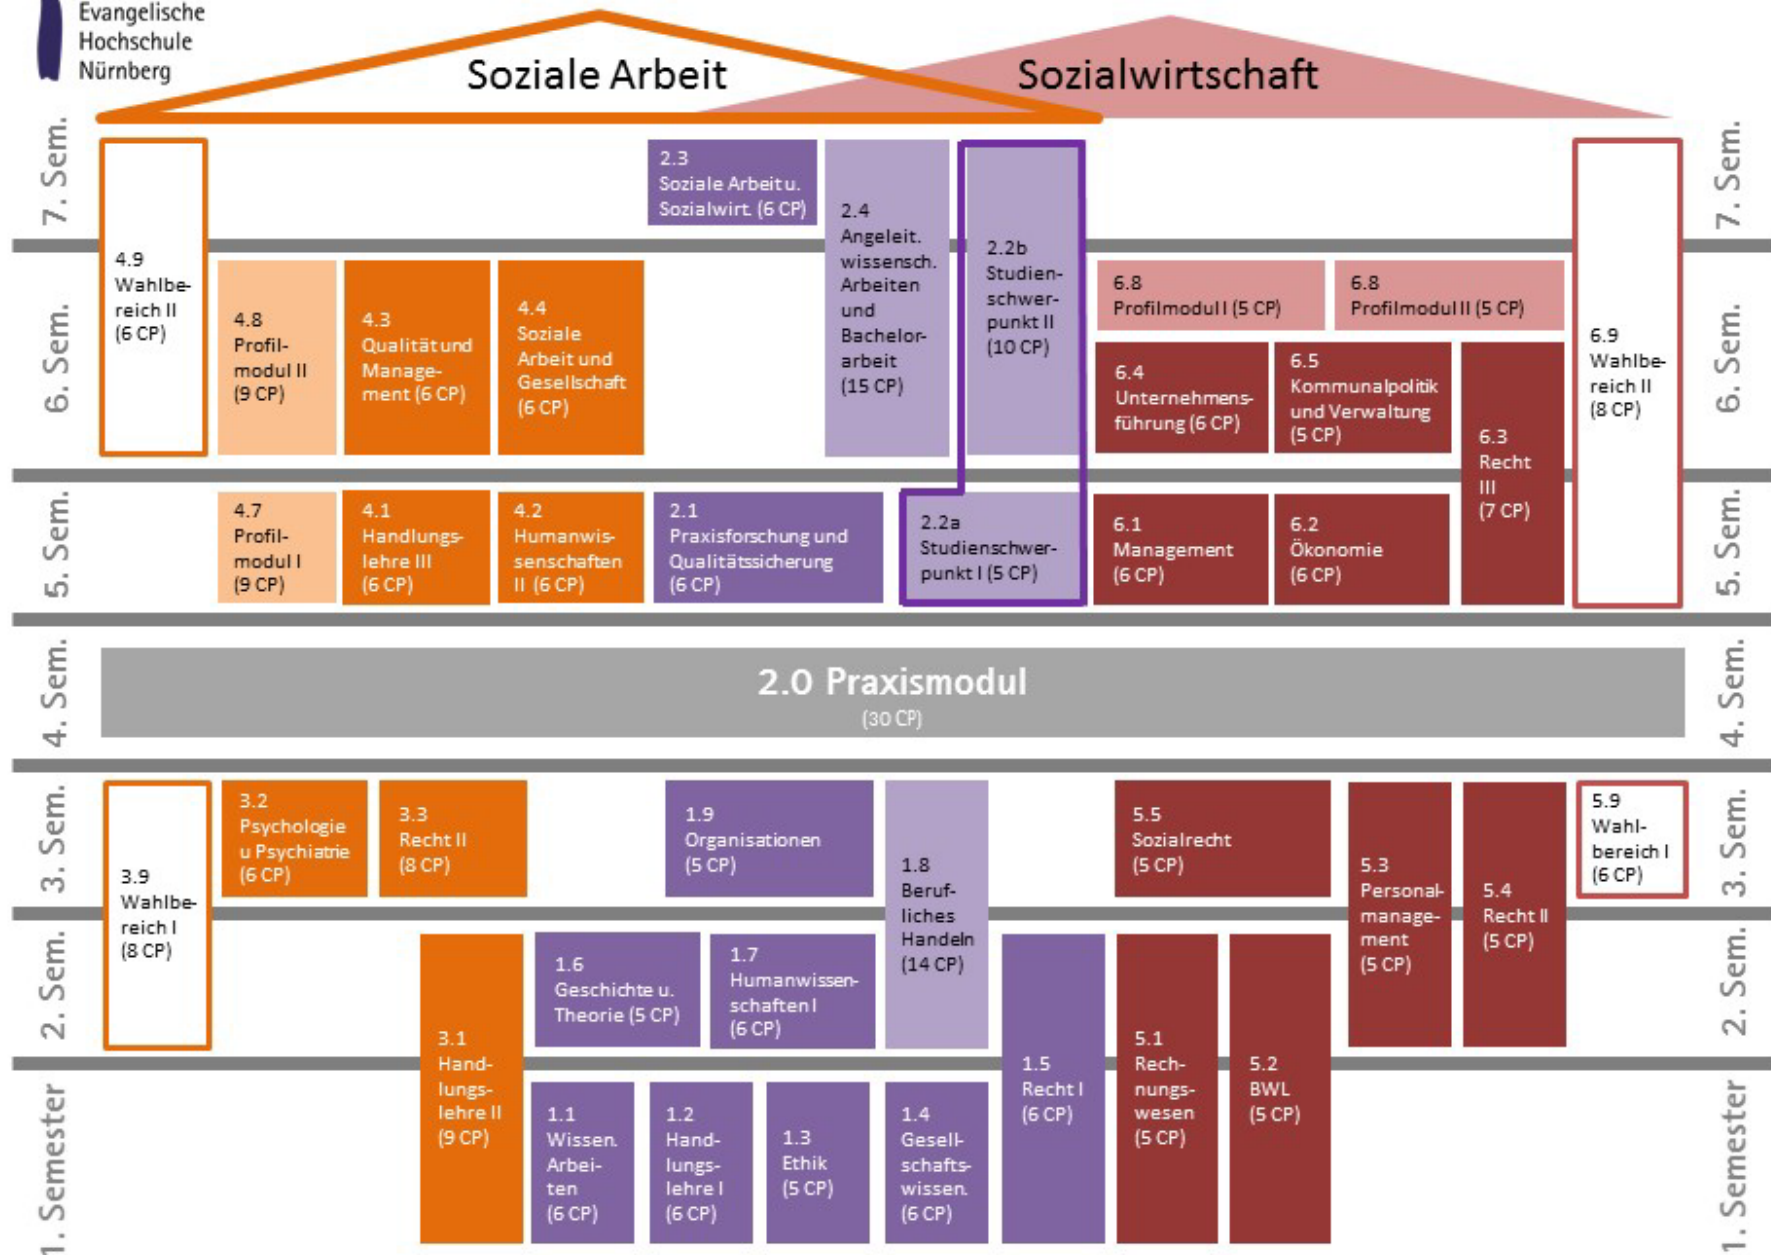 Evangelische
Hochschule
Nürnberg
Soziale Arbeit
Sozialwirtschaft
7. Sem.
4.9
Wahlbe-
reich II
(6 CP)
2.3
Soziale Arbeit u.
Sozialwirt. (6 CP)
2.4
Angeleit.
wissensch.
Arbeiten
und
Bachelor-
arbeit
(15 CP)
2.2b
Studien-
schwer-
punkt II
(10 CP)
6.9
Wahlbe-
reich II
(8 CP)
7. Sem.
6. Sem.
4.8
Profil-
modul II
(9 CP)
4.3
Qualität und
Manage-
ment (6 CP)
4.4
Soziale
Arbeit und
Gesellschaft
(6 CP)
6.8
Profilmodul I (5 CP)
6.8
Profilmodul II (5 CP)
6.4
Unternehmens-
führung (6 CP)
6.5
Kommunalpolitik
und Verwaltung
(5 CP)
6.3
Recht
III
(7 CP)
6. Sem.
5. Sem.
4.7
Profil-
modul I
(9 CP)
4.1
Handlungs-
lehre III
(6 CP)
4.2
Humanwis-
senschaften
II (6 CP)
2.1
Praxisforschung und
Qualitätssicherung
(6 CP)
2.2a
Studienschwer-
punkt I (5 CP)
6.1
Management
(6 CP)
6.2
Ökonomie
(6 CP)
5. Sem.
4. Sem.
2.0 Praxismodul
(30 CP)
4. Sem.
3. Sem.
3.9
Wahlbe-
reich I
(8 CP)
3.2
Psychologie
u Psychiatrie
(6 CP)
3.3
Recht II
(8 CP)
1.9
Organisationen
(5 CP)
1.8
Beruf-
liches
Handeln
(14 CP)
5.5
Sozialrecht
(5 CP)
5.3
Personal-
manage-
ment
(5 CP)
5.4
Recht II
(5 CP)
5.9
Wahl-
bereich I
(6 CP)
3. Sem.
2. Sem.
3.1
Hand-
lungs-
lehre II
(9 CP)
1.6
Geschichte u.
Theorie (5 CP)
1.7
Humanwissen-
schaften I
(6 CP)
1.5
Recht I
(6 CP)
5.1
Rech-
nungs-
wesen
(5 CP)
5.2
BWL
(5 CP)
2. Sem.
1. Semester
1.1
Wissen.
Arbei-
ten
(6 CP)
1.2
Hand-
lungs-
lehre I
(6 CP)
1.3
Ethik
(5 CP)
1.4
Gesell-
schafts-
wissen.
(6 CP)
1. Semester